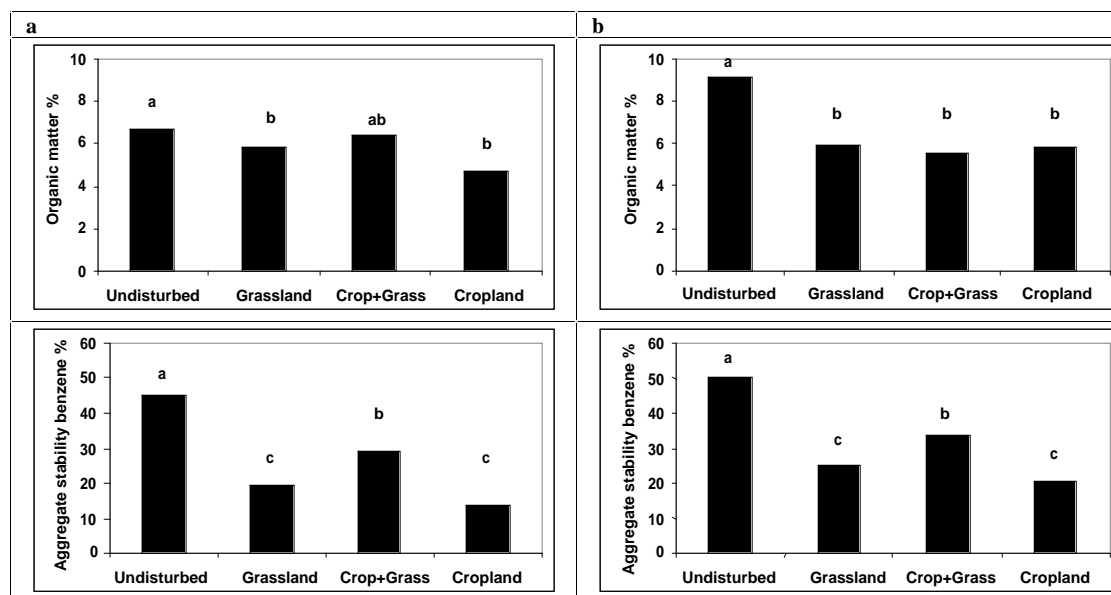 a
b
Organic matter %
10
8
6
4
2
0
a
b
ab
b
Undisturbed Grassland Crop+Grass Cropland
Organic matter %
10
8
6
4
2
0
a
b
b
b
Undisturbed Grassland Crop+Grass Cropland
Aggregate stability benzene %
60
50
40
30
20
10
0
a
c
b
c
Undisturbed Grassland Crop+Grass Cropland
Aggregate stability benzene %
60
50
40
30
20
10
0
a
c
b
c
Undisturbed Grassland Crop+Grass Cropland